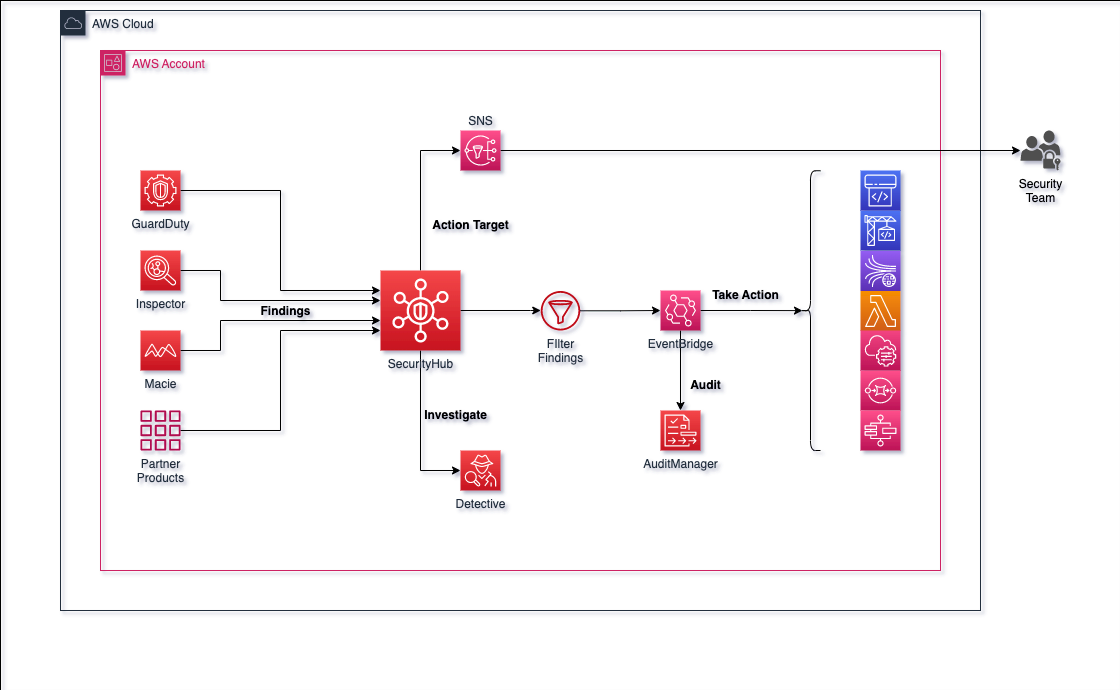 AWS Cloud
AWS Account
SNS
Security
Team
GuardDuty
Action Target
Inspector
Findings
Take Action
SecurityHub
FIlter
Findings
EventBridge
Macie
Audit
Investigate
Partner
Products
AuditManager
Detective